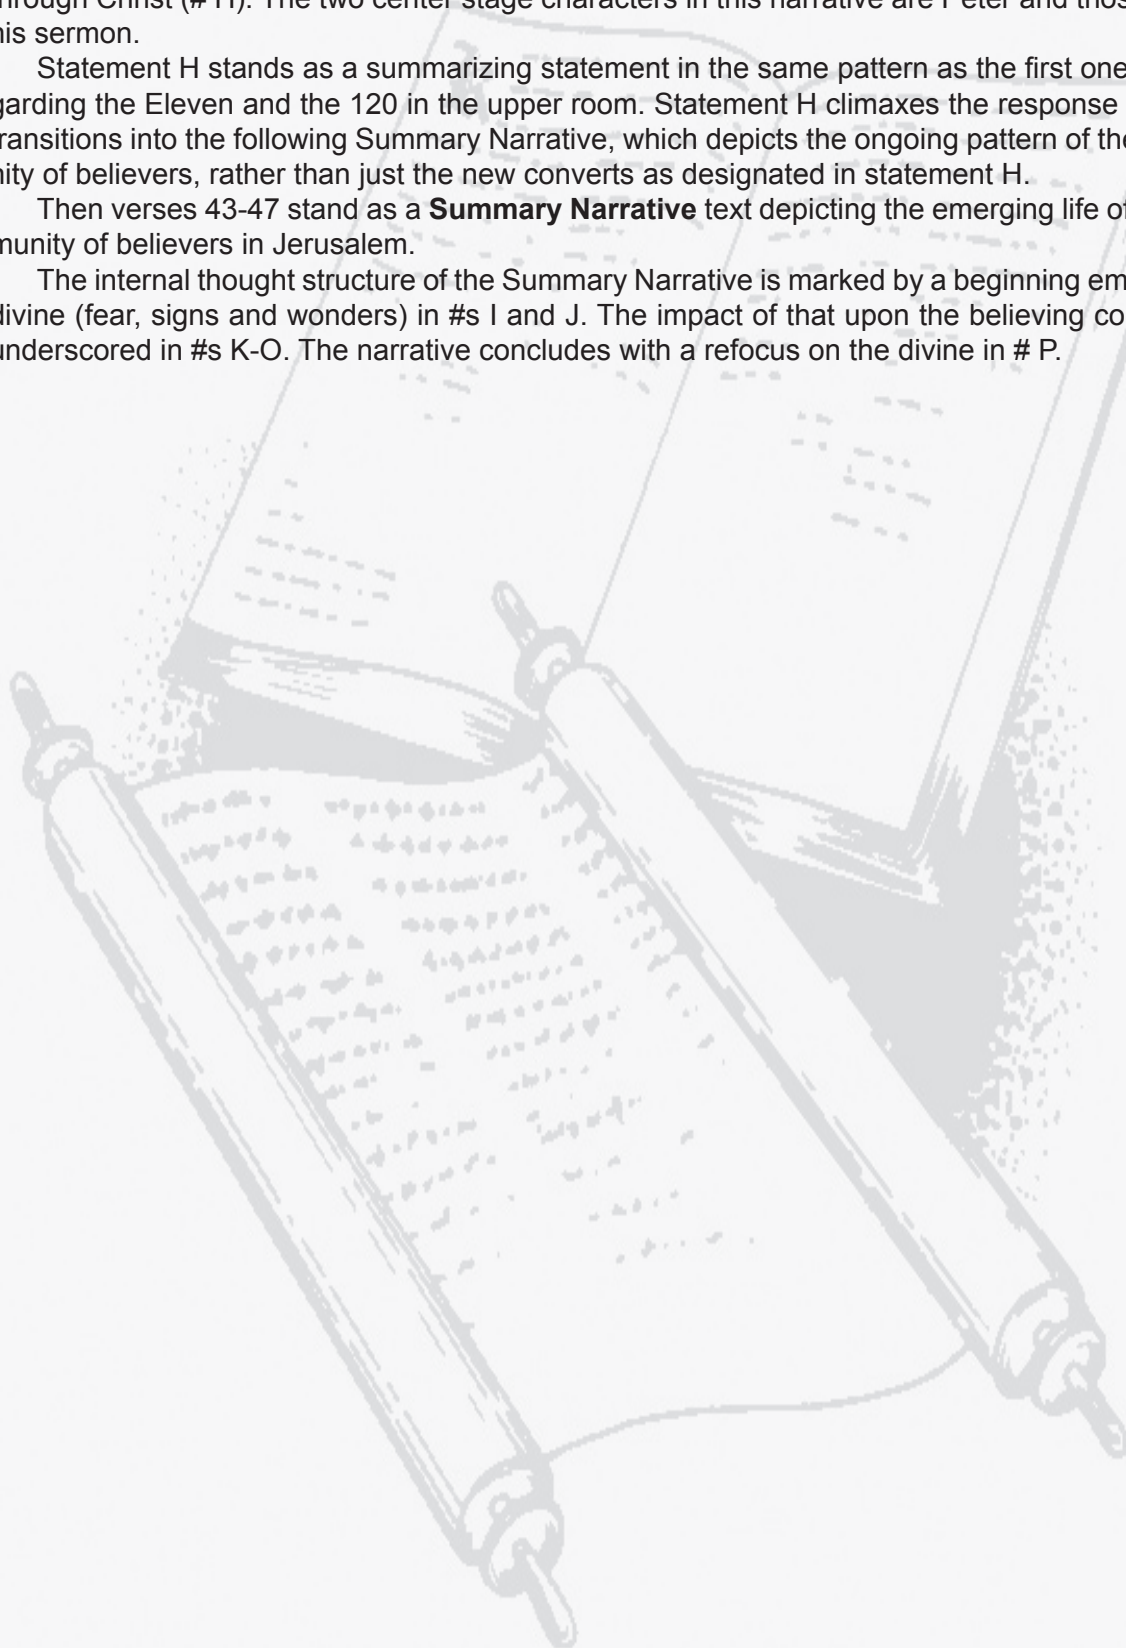 through Christ (# H). The two center stage characters in this narrative are Peter and those
his sermon.
Statement H stands as a summarizing statement in the same pattern as the first one
garding the Eleven and the 120 in the upper room. Statement H climaxes the response
transitions into the following Summary Narrative, which depicts the ongoing pattern of the
nity of believers, rather than just the new converts as designated in statement H.
Then verses 43-47 stand as a Summary Narrative text depicting the emerging life of
munity of believers in Jerusalem.
The internal thought structure of the Summary Narrative is marked by a beginning em
divine (fear, signs and wonders) in #s I and J. The impact of that upon the believing co
underscored in #s K-O. The narrative concludes with a refocus on the divine in # P.